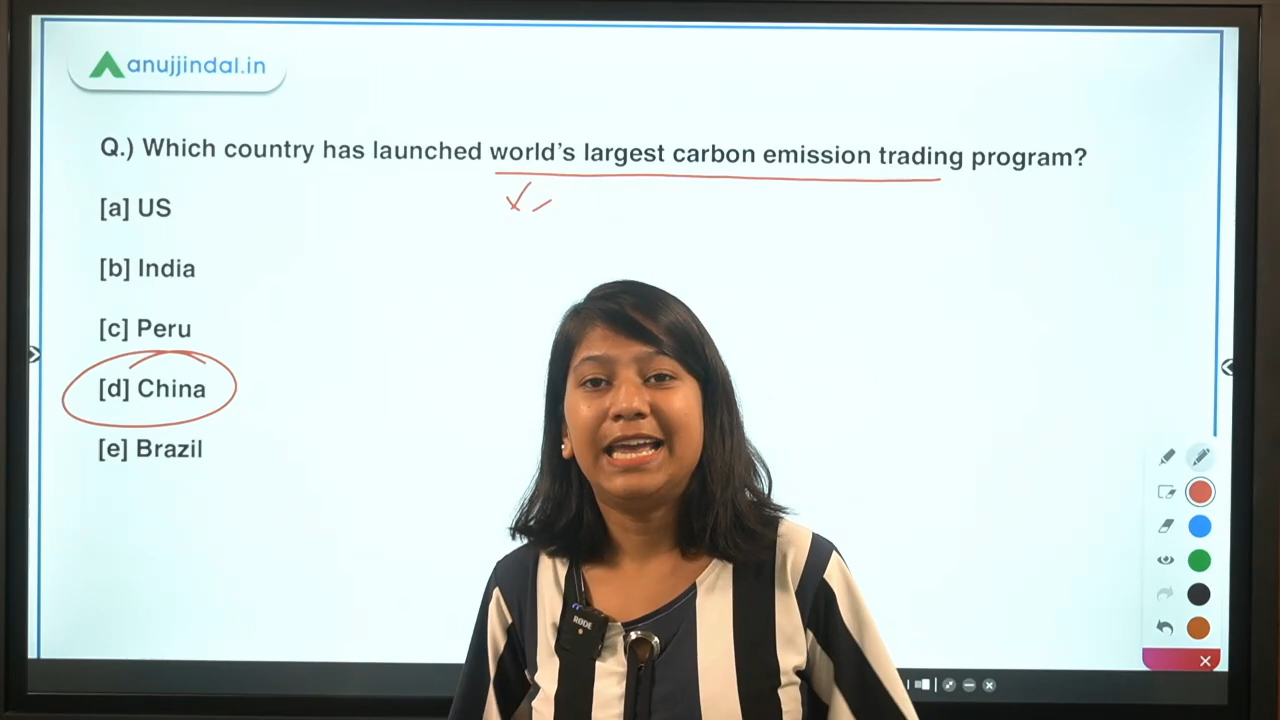 anujjindal.in
Q.) Which country has launched world's largest carbon emission trading program?
[a] US
[b] India
[c] Peru
[d] China
[e] Brazil
RODE